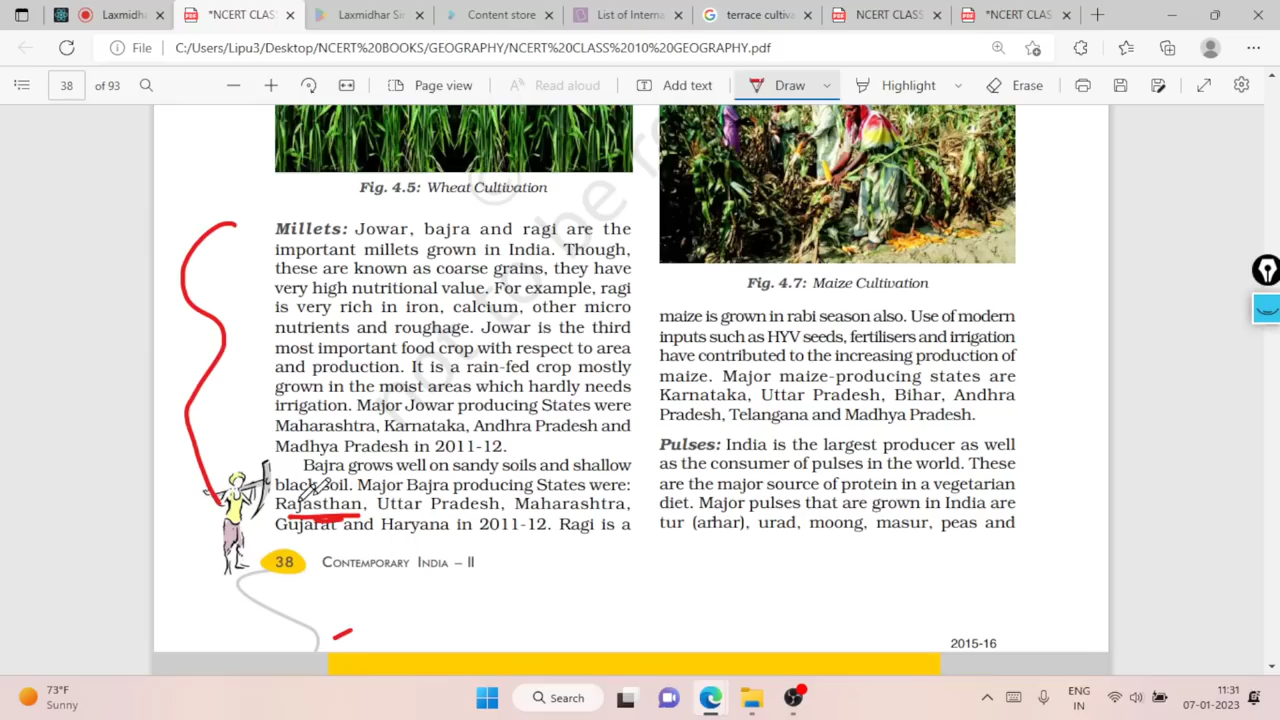 Laxmidh
*NCERT CLASS
Laxmidhar Sir
Content store
List of Interna
terrace cultiva
NCERT CLASS
*NCERT CLA
File
C:/Users/Lipu3/Desktop/NCERT%20BOOKS/GEOGRAPHY/NCERT%20CLASS%2010%20GEOGRAPHY.pdf
38
of 93
Page view
Read aloud
Add text
Draw
Highlight
Erase
Fig. 4.5: Wheat Cultivation
Millets: Jowar, bajra and ragi are the
important millets grown in India. Though,
these are known as coarse grains, they have
very high nutritional value. For example, ragi
is very rich in iron, calcium, other micro
nutrients and roughage. Jowar is the third
most important food crop with respect to area
and production. It is a rain-fed crop mostly
grown in the moist areas which hardly needs
irrigation. Major Jowar producing States were
Maharashtra, Karnataka, Andhra Pradesh and
Madhya Pradesh in 2011-12.
Bajra grows well on sandy soils and shallow
black soil. Major Bajra producing States were:
Rajasthan, Uttar Pradesh, Maharashtra,
Gujarat and Haryana in 2011-12. Ragi is a
38
CONTEMPORARY INDIA – II
Fig. 4.7: Maize Cultivation
maize is grown in rabi season also. Use of modern
inputs such as HYV seeds, fertilisers and irrigation
have contributed to the increasing production of
maize. Major maize-producing states are
Karnataka, Uttar Pradesh, Bihar, Andhra
Pradesh, Telangana and Madhya Pradesh.
Pulses: India is the largest producer as well
as the consumer of pulses in the world. These
are the major source of protein in a vegetarian
diet. Major pulses that are grown in India are
tur (arhar), urad, moong, masur, peas and
2015-16
not to be re
73°F
Sunny
Search
ENG
IN
11:31
07-01-2023